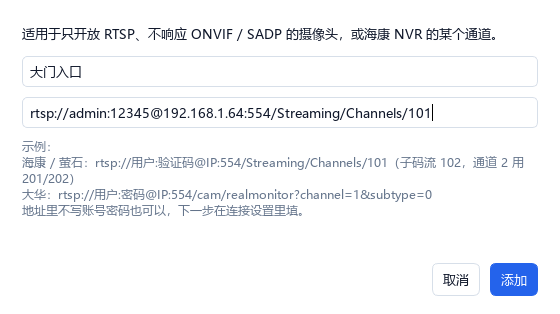 适用于只开放 RTSP、不响应 ONVIF / SADP 的摄像头，或海康 NVR 的某个通道。
大门入口
rtsp://admin:12345@192.168.1.64:554/Streaming/Channels/101
示例：
海康 / 萤石：rtsp://用户:验证码@IP:554/Streaming/Channels/101（子码流 102，通道 2 用
201/202）
大华：rtsp://用户:密码@IP:554/cam/realmonitor?channel=1&subtype=0
地址里不写账号密码也可以，下一步在连接设置里填。
取消 添加